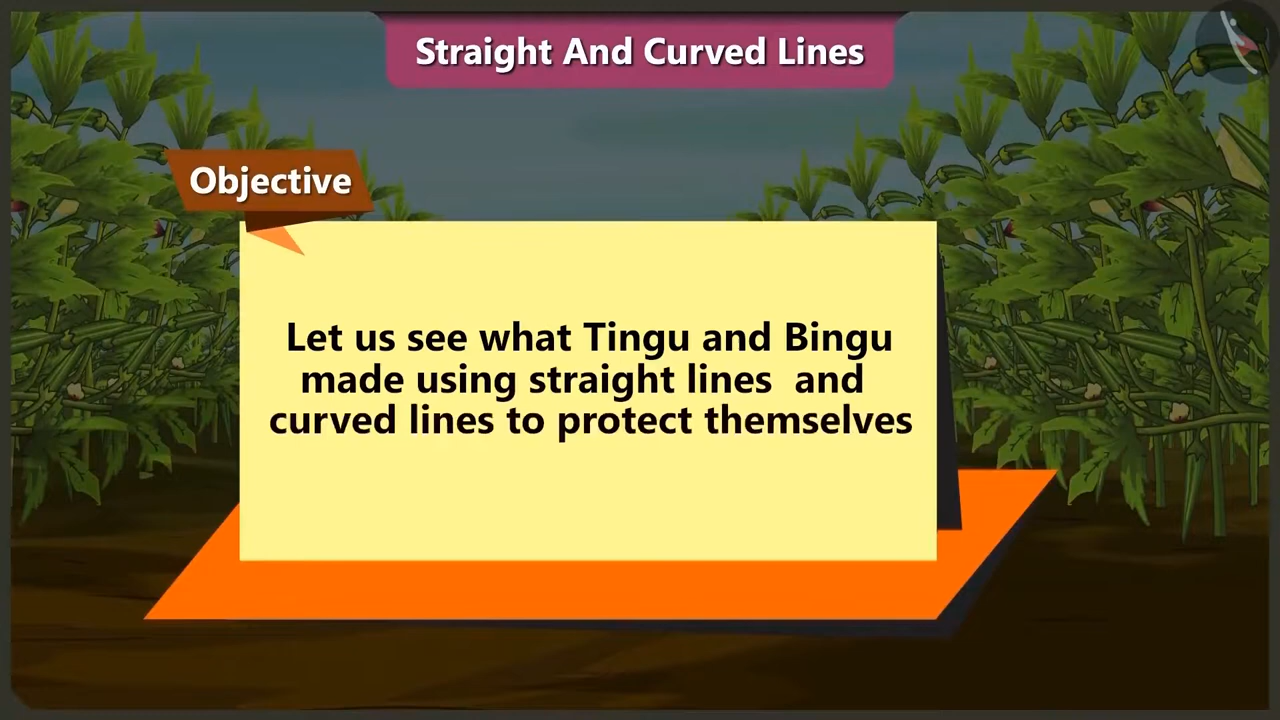 Straight And Curved Lines
Objective
Let us see what Tingu and Bingu
made using straight lines  and
curved lines to protect themselves